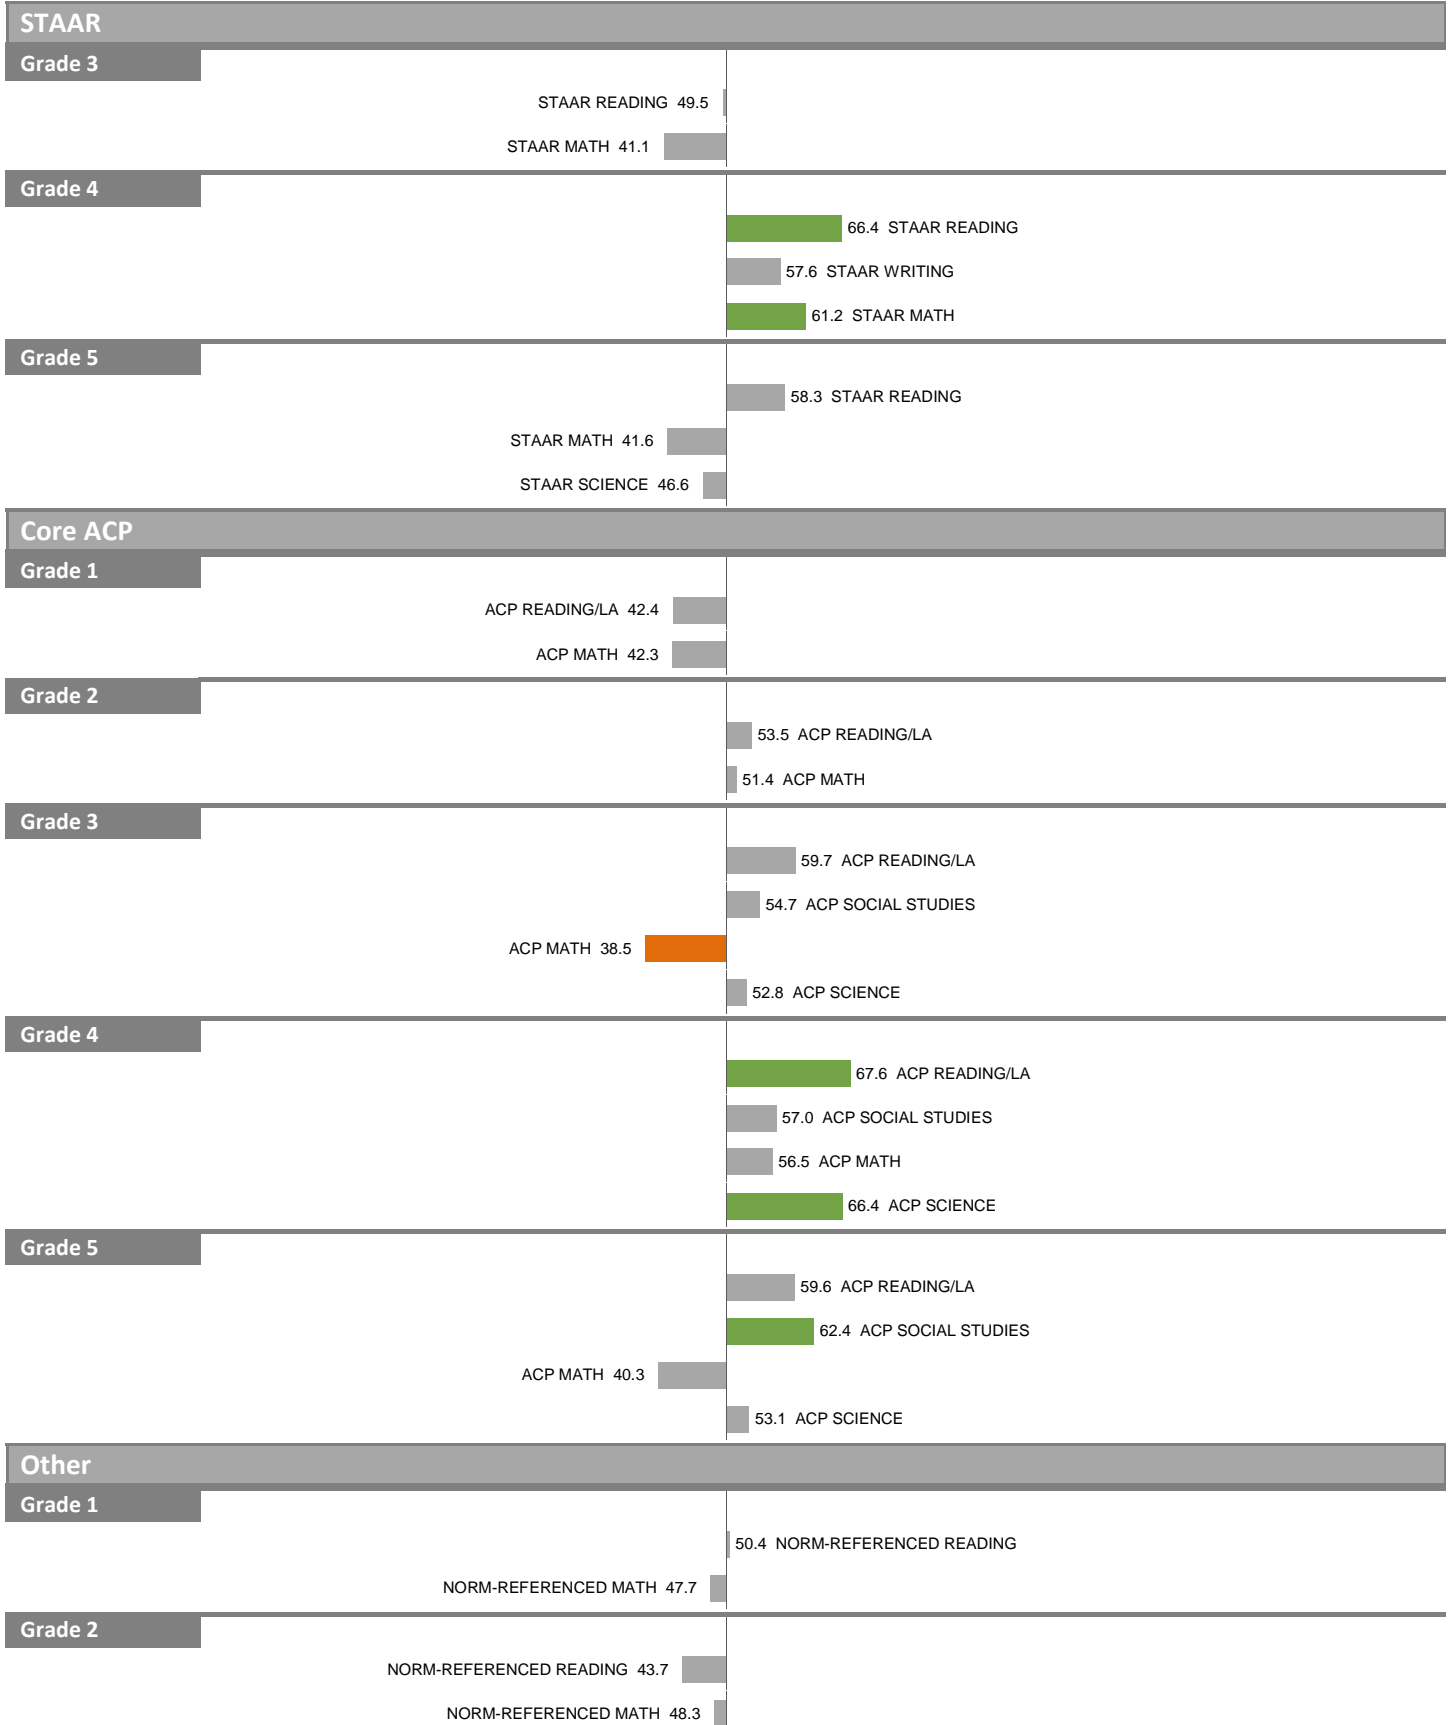 STAAR
Grade 3
STAAR READING 49.5
STAAR MATH 41.1
Grade 4
66.4 STAAR READING
57.6 STAAR WRITING
61.2 STAAR MATH
Grade 5
58.3 STAAR READING
STAAR MATH 41.6
STAAR SCIENCE 46.6
Core ACP
Grade 1
ACP READING/LA 42.4
ACP MATH 42.3
Grade 2
53.5 ACP READING/LA
51.4 ACP MATH
Grade 3
59.7 ACP READING/LA
54.7 ACP SOCIAL STUDIES
ACP MATH 38.5
52.8 ACP SCIENCE
Grade 4
67.6 ACP READING/LA
57.0 ACP SOCIAL STUDIES
56.5 ACP MATH
66.4 ACP SCIENCE
Grade 5
59.6 ACP READING/LA
62.4 ACP SOCIAL STUDIES
ACP MATH 40.3
53.1 ACP SCIENCE
Other
Grade 1
50.4 NORM-REFERENCED READING
NORM-REFERENCED MATH 47.7
Grade 2
NORM-REFERENCED READING 43.7
NORM-REFERENCED MATH 48.3